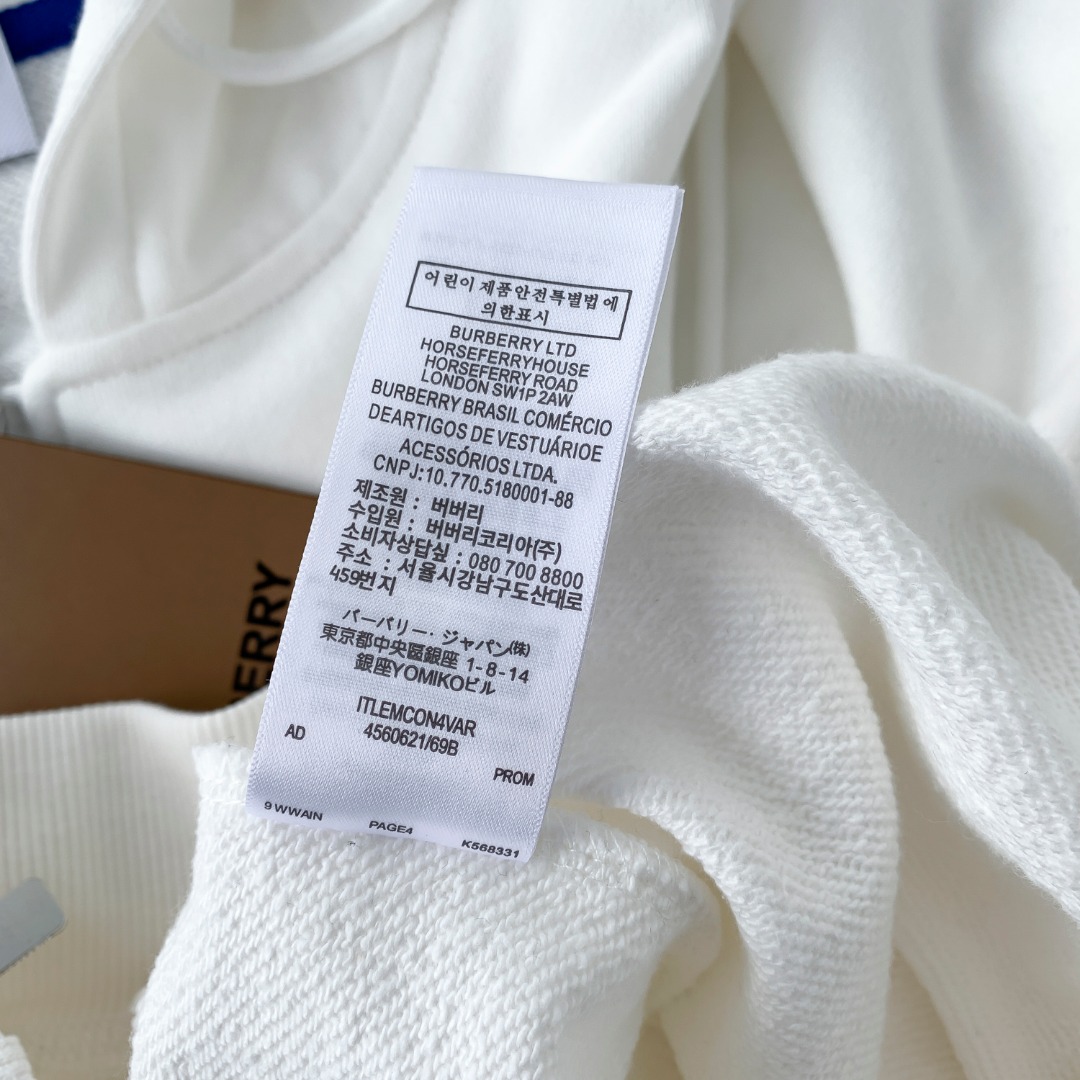 어린이제품안전특별법에
의한표시
BURBERRY LTD
HORSEFERRYHOUSE
HORSEFERRY ROAD
LONDON SW1P 2AW
BURBERRY BRASIL COMÉRCIO
DEARTIGOS DE VESTUÁRIOE
ACESSÓRIOS LTDA.
CNPJ:10.770.5180001-88
제조원 : 버버리
수입원 : 버버리코리아(주)
소비자상답싶 : 080 700 8800
주소 : 서울시강남구도산대로
459번지
バーパリー・ジャパン(株)
東京都中央區銀座 1-8-14
銀座YOMIKOビル
ITLEMCON4VAR
4560621/69B
AD
PROM
9 WWAIN PAGE4 K568331
ERRY